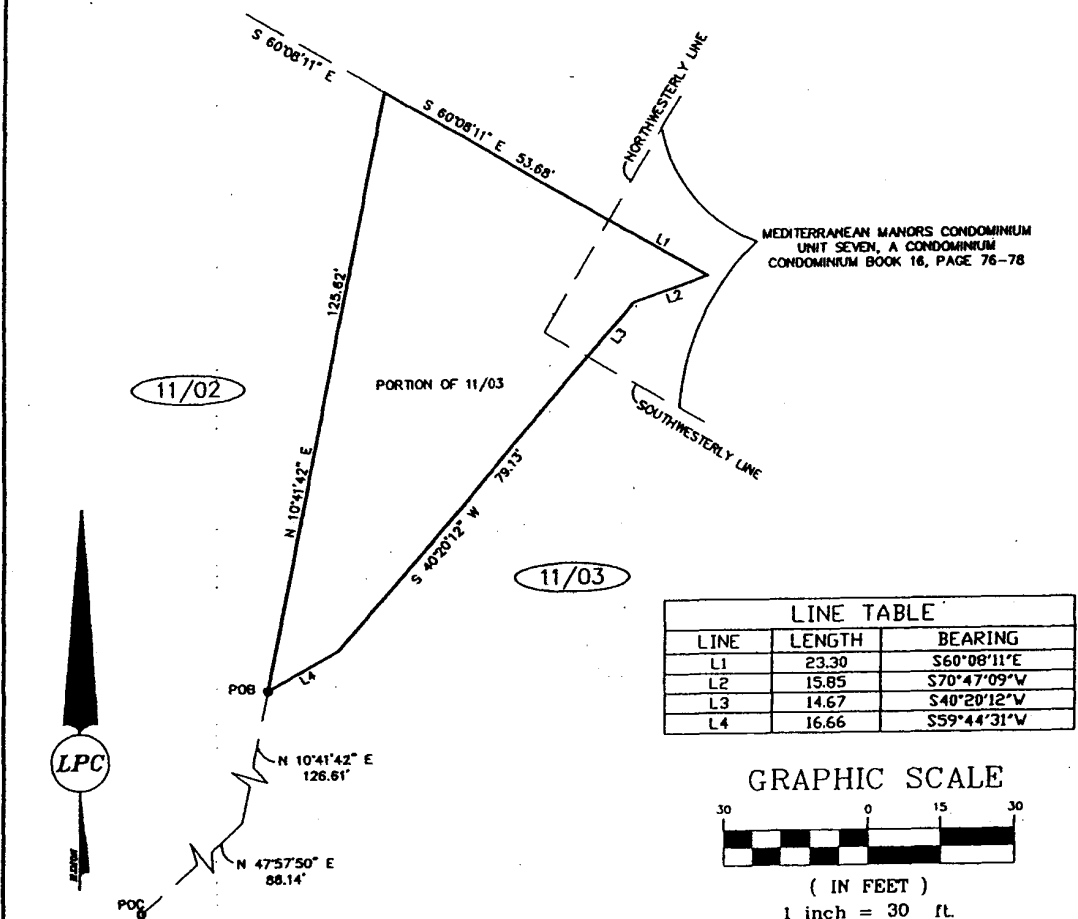 S 60°08'11" E
S 60°08'11" E 53.68'
NORTHWESTERLY LINE
L1
L2
L3
MEDITERRANEAN MANORS CONDOMINIUM
UNIT SEVEN, A CONDOMINIUM
CONDOMINIUM BOOK 16, PAGE 76-78
125.62'
N 10°41'42" E
11/02
PORTION OF 11/03
SOUTHWESTERLY LINE
79.13'
S 40°20'12" W
11/03
L4
POB
LPC
N 10°41'42" E
126.61'
N 47°57'50" E
88.14'
POC
LINE TABLE
LINE LENGTH BEARING
L1 23.30 S60°08'11"E
L2 15.85 S70°47'09"W
L3 14.67 S40°20'12"W
L4 16.66 S59°44'31"W
GRAPHIC SCALE
30 0 15 30
( IN FEET )
1 inch = 30 ft.